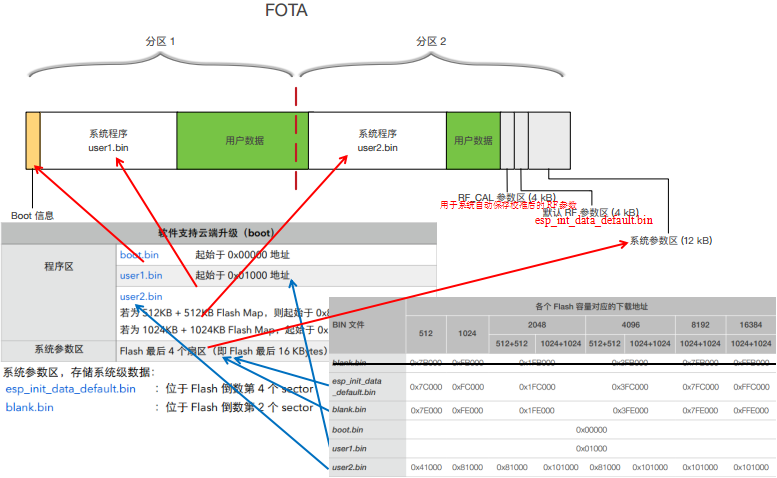 FOTA
分区 1
分区 2
系统程序
user1.bin
用户数据
系统程序
user2.bin
用户数据
Boot 信息
RF_CAL 参数区 (4 kB)
用于系统自动保存校准后的 RF参数
默认 RF 参数区 (4 kB)
esp_int_data_default.bin
系统参数区 (12 kB)
软件支持云端升级（boot）
程序区
boot.bin 起始于 0x00000 地址
user1.bin 起始于 0x01000 地址
user2.bin
若为 512KB + 512KB Flash Map，则起始于 0x8
若为 1024KB + 1024KB Flash Map，起始于 0x
系统参数区
Flash 最后 4 个扇区（即 Flash 最后 16 KBytes）
系统参数区，存储系统级数据：
esp_init_data_default.bin ：位于 Flash 倒数第 4 个 sector
blank.bin ：位于 Flash 倒数第 2 个 sector
各个 Flash 容量对应的下载地址
BIN 文件 512 1024 2048 4096 8192 16384
512+512 1024+1024 512+512 1024+1024 1024+1024 1024+1024
blank.bin 0x7B000 0xFB000 0x1FB000 0x3FB000 0x7FB000 0xFFB000
esp_init_data
_default.bin 0x7C000 0xFC000 0x1FC000 0x3FC000 0x7FC000 0xFFC000
blank.bin 0x7E000 0xFE000 0x1FE000 0x3FE000 0x7FE000 0xFFE000
boot.bin 0x00000
user1.bin 0x01000
user2.bin 0x41000 0x81000 0x81000 0x101000 0x81000 0x101000 0x101000 0x101000